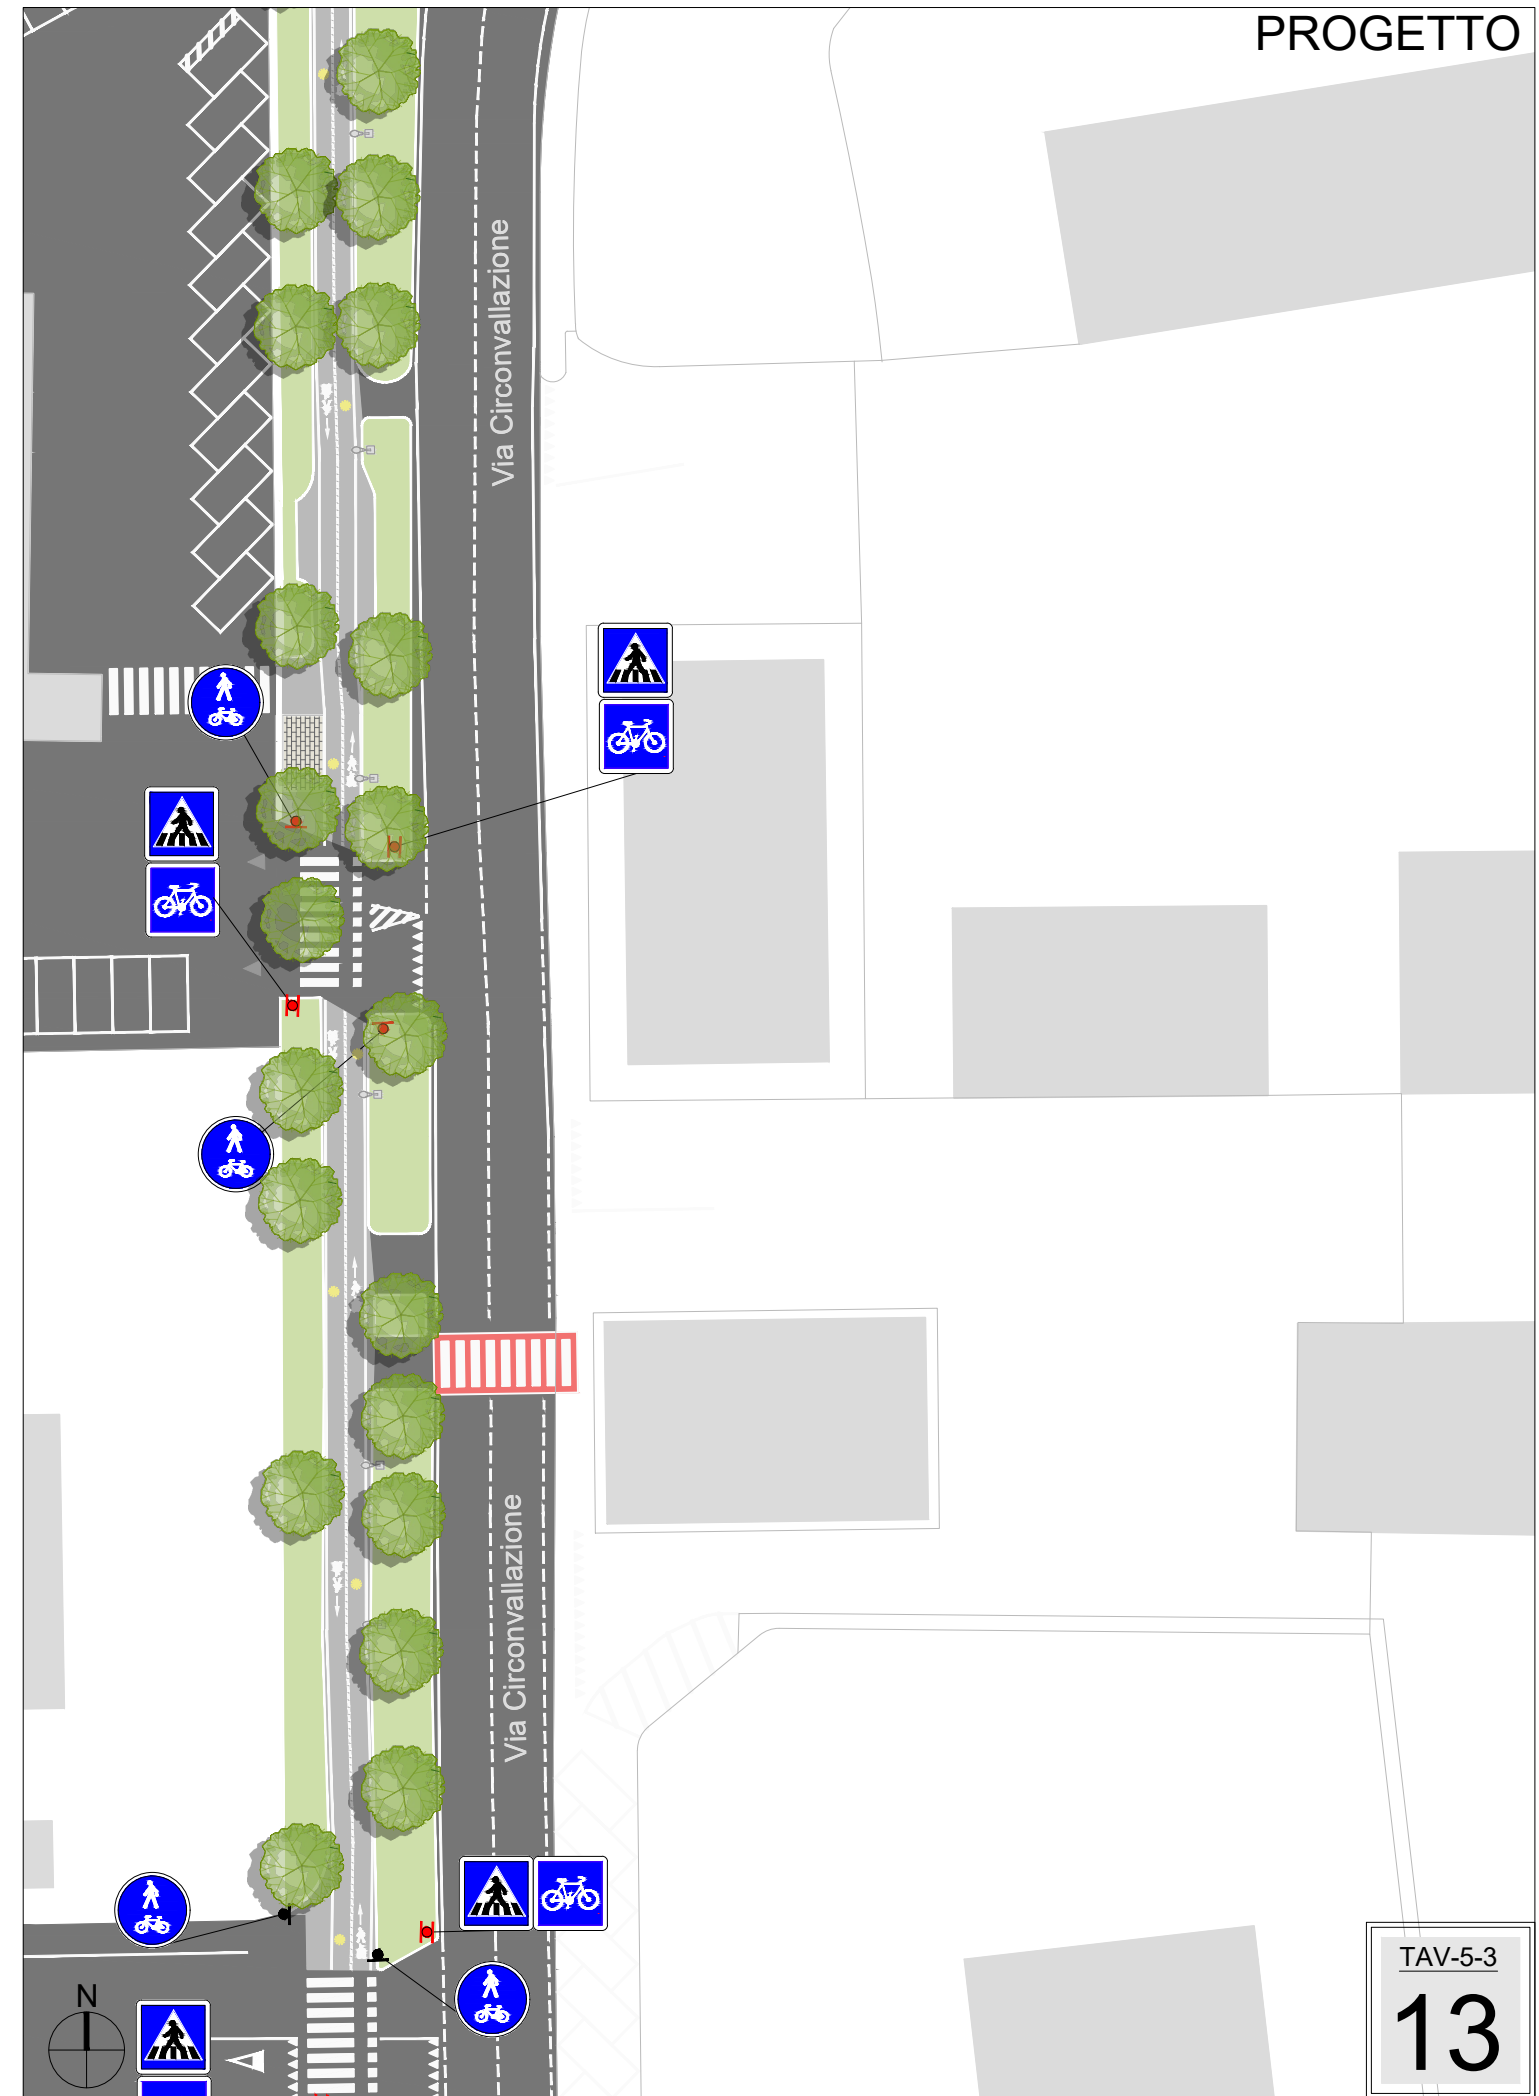 PROGETTO
Via Circonvallazione
Via Circonvallazione
N
TAV-5-3
13